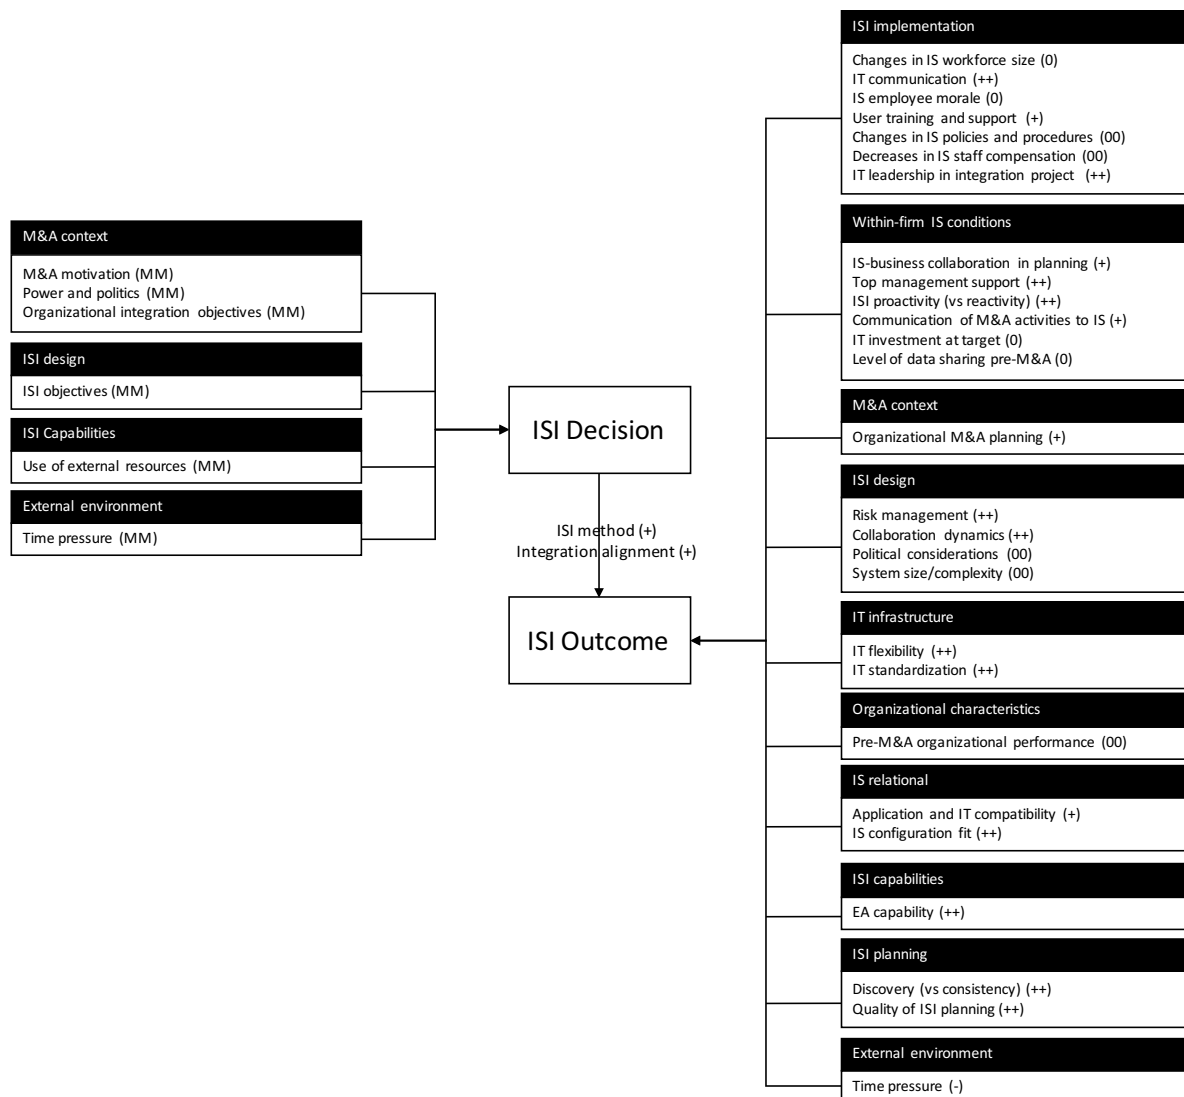 M&A context
M&A motivation (MM)
Power and politics (MM)
Organizational integration objectives (MM)
ISI design
ISI objectives (MM)
ISI Capabilities
Use of external resources (MM)
External environment
Time pressure (MM)
ISI Decision
ISI method (+)
Integration alignment (+)
ISI Outcome
ISI implementation
Changes in IS workforce size (0)
IT communication (++)
IS employee morale (0)
User training and support (+)
Changes in IS policies and procedures (00)
Decreases in IS staff compensation (00)
IT leadership in integration project (++)
Within-firm IS conditions
IS-business collaboration in planning (+)
Top management support (++)
ISI proactivity (vs reactivity) (++)
Communication of M&A activities to IS (+)
IT investment at target (0)
Level of data sharing pre-M&A (0)
M&A context
Organizational M&A planning (+)
ISI design
Risk management (++)
Collaboration dynamics (++)
Political considerations (00)
System size/complexity (00)
IT infrastructure
IT flexibility (++)
IT standardization (++)
Organizational characteristics
Pre-M&A organizational performance (00)
IS relational
Application and IT compatibility (+)
IS configuration fit (++)
ISI capabilities
EA capability (++)
ISI planning
Discovery (vs consistency) (++)
Quality of ISI planning (++)
External environment
Time pressure (-)